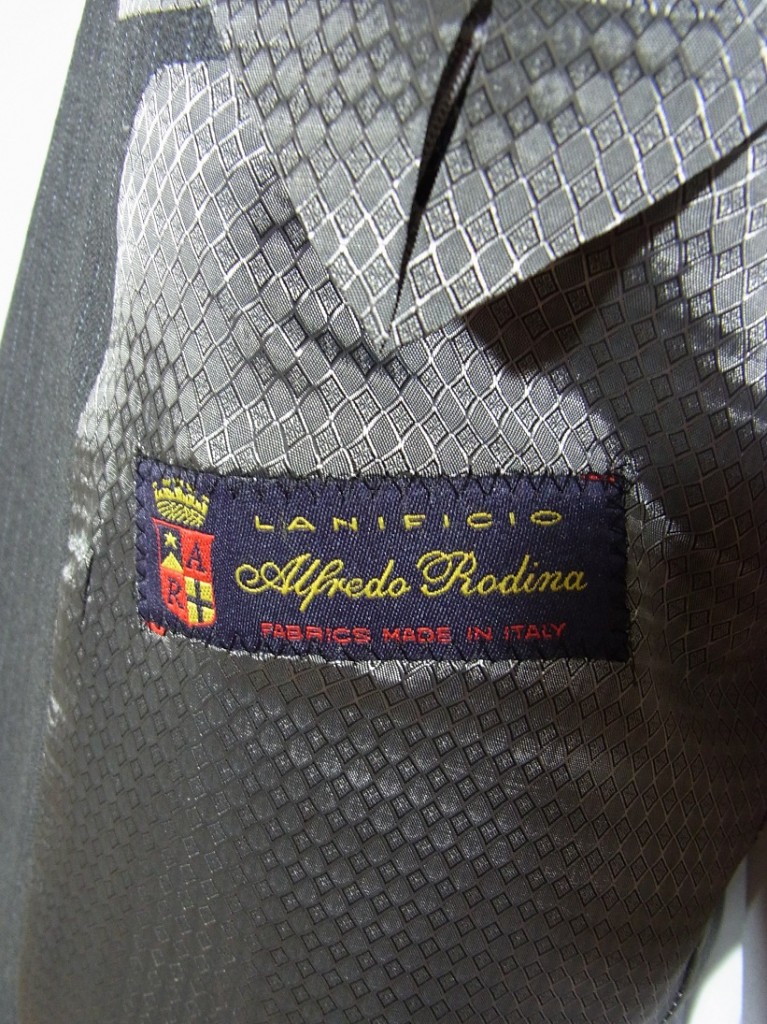 LANIFICIO
Alfredo Rodina
FABRICS MADE IN ITALY
A
R